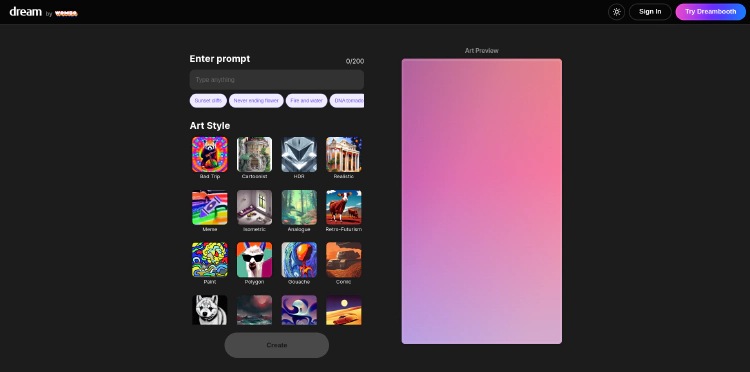 dream by WOMBO
Sign In
Try Dreambooth
Enter prompt
0/200
Type anything
Sunset cliffs
Never ending flower
Fire and water
DNA tornado
Art Style
Bad Trip
Cartoonist
HDR
Realistic
Meme
Isometric
Analogue
Retro-Futurism
Paint
Polygon
Gouache
Comic
Create
Art Preview